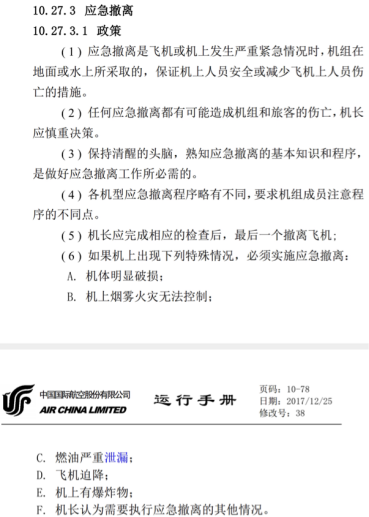 10.27.3 应急撤离
10.27.3.1 政策
(1)应急撤离是飞机或机上发生严重紧急情况时,机组在
地面或水上所采取的,保证机上人员安全或减少飞机上人员伤
亡的措施。
(2)任何应急撤离都有可能造成机组和旅客的伤亡,机长
应慎重决策。
(3)保持清醒的头脑,熟知应急撤离的基本知识和程序,
是做好应急撤离工作所必需的。
(4)各机型应急撤离程序略有不同,要求机组成员注意程
序的不同点。
(5)机长应完成相应的检查后,最后一个撤离飞机;
(6)如果机上出现下列特殊情况,必须实施应急撤离:
A. 机体明显破损;
B. 机上烟雾火灾无法控制;
中国国际航空股份有限公司
AIR CHINA LIMITED
运行手册
页码:10-78
日期:2017/12/25
修改号:38
C. 燃油严重泄漏;
D. 飞机迫降;
E. 机上有爆炸物;
F. 机长认为需要执行应急撤离的其他情况。